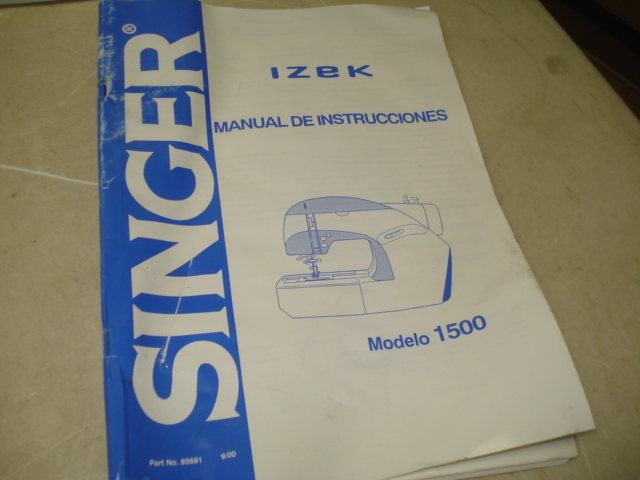 SINGER®
IZEK
MANUAL DE INSTRUCCIONES
Modelo 1500
Part No. 85661 9/00